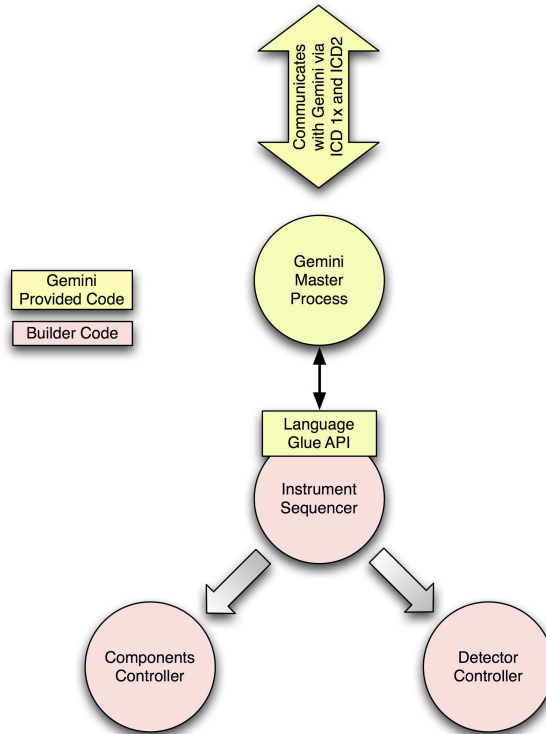 Communicates
with Gemini via
ICD 1x and ICD2
Gemini
Master
Process
Gemini
Provided Code
Builder Code
Language
Glue API
Instrument
Sequencer
Components
Controller
Detector
Controller